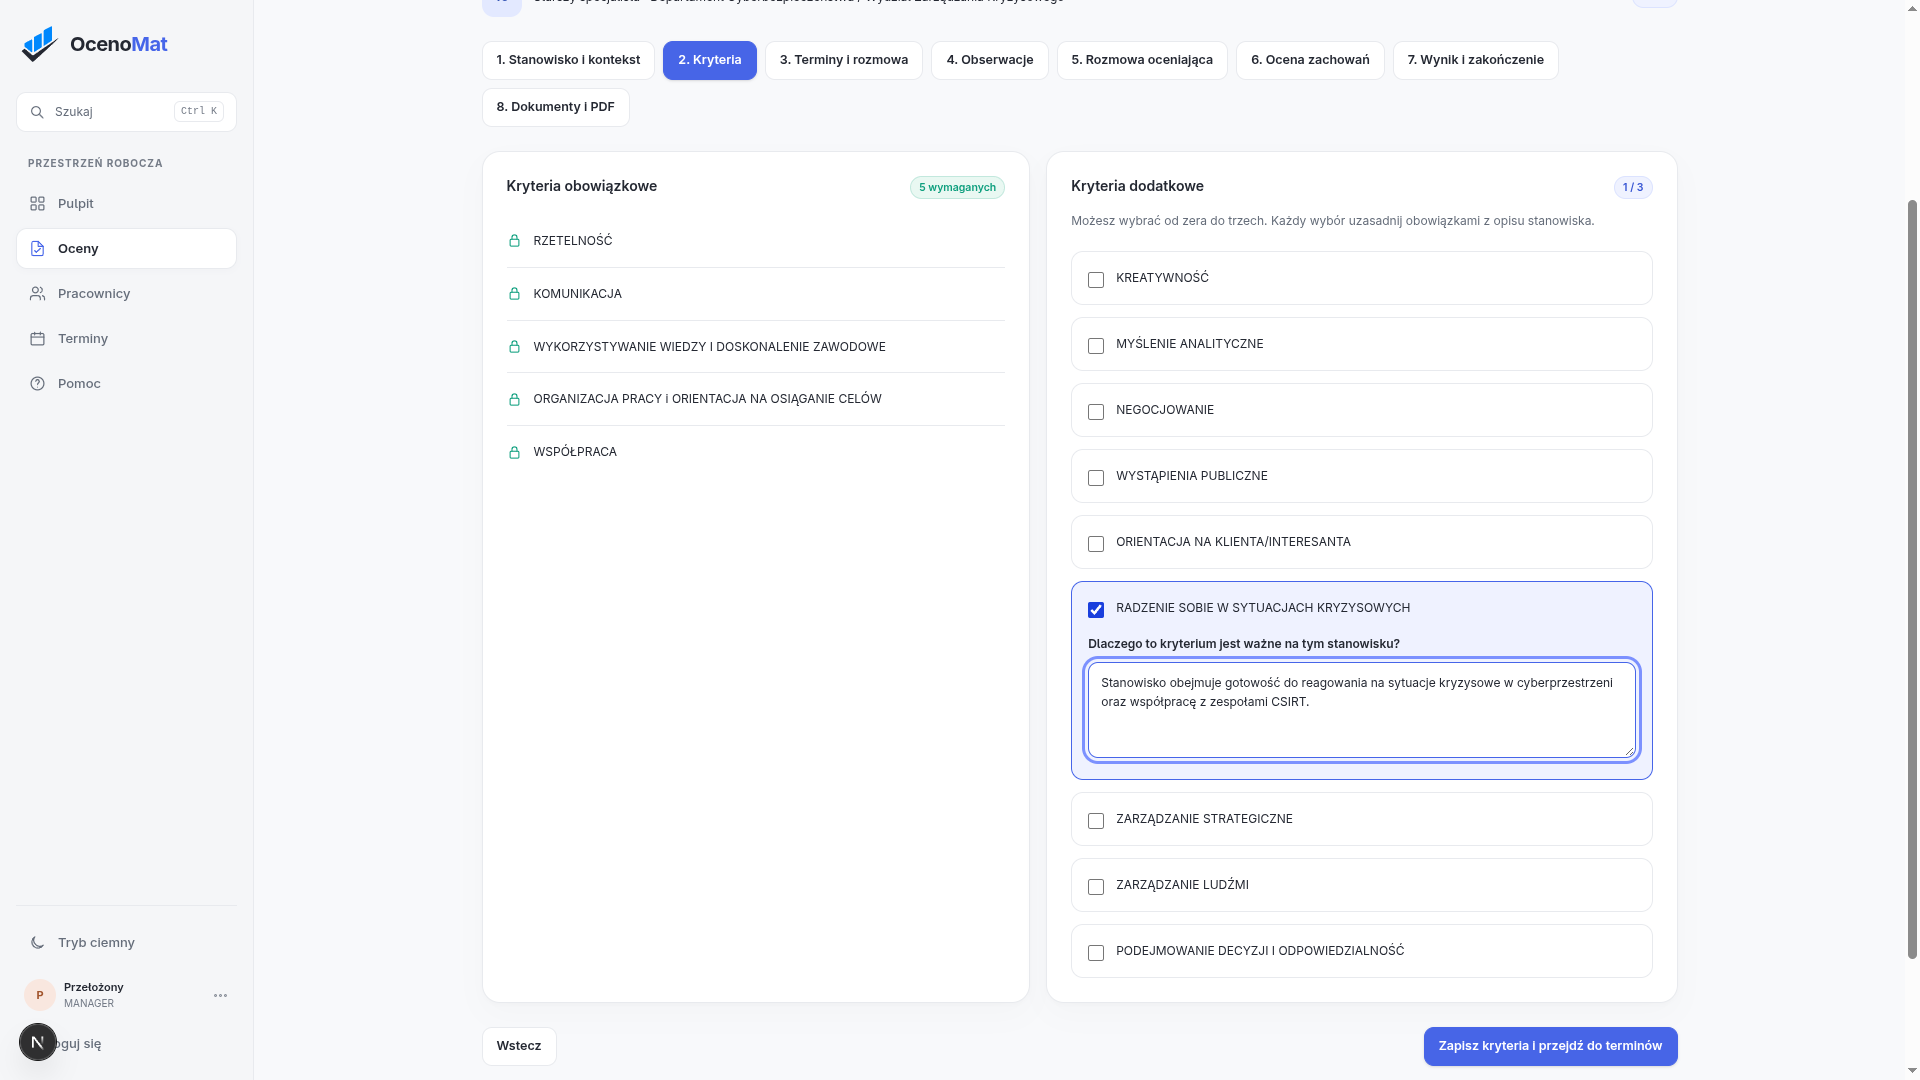 OcenoMat
Szukaj
Ctrl K
PRZESTRZEŃ ROBOCZA
Pulpit
Oceny
Pracownicy
Terminy
Pomoc
Tryb ciemny
P
Przełożony
MANAGER
N
oguj się
1. Stanowisko i kontekst
2. Kryteria
3. Terminy i rozmowa
4. Obserwacje
5. Rozmowa oceniająca
6. Ocena zachowań
7. Wynik i zakończenie
8. Dokumenty i PDF
Kryteria obowiązkowe
5 wymaganych
RZETELNOŚĆ
KOMUNIKACJA
WYKORZYSTYWANIE WIEDZY I DOSKONALENIE ZAWODOWE
ORGANIZACJA PRACY i ORIENTACJA NA OSIĄGANIE CELÓW
WSPÓŁPRACA
Kryteria dodatkowe
1 / 3
Możesz wybrać od zera do trzech. Każdy wybór uzasadnij obowiązkami z opisu stanowiska.
KREATYWNOŚĆ
MYŚLENIE ANALITYCZNE
NEGOCJOWANIE
WYSTĄPIENIA PUBLICZNE
ORIENTACJA NA KLIENTA/INTERESANTA
RADZENIE SOBIE W SYTUACJACH KRYZYSOWYCH
Dlaczego to kryterium jest ważne na tym stanowisku?
Stanowisko obejmuje gotowość do reagowania na sytuacje kryzysowe w cyberprzestrzeni
oraz współpracę z zespołami CSIRT.
ZARZĄDZANIE STRATEGICZNE
ZARZĄDZANIE LUDŹMI
PODEJMOWANIE DECYZJI I ODPOWIEDZIALNOŚĆ
Wstecz
Zapisz kryteria i przejdź do terminów